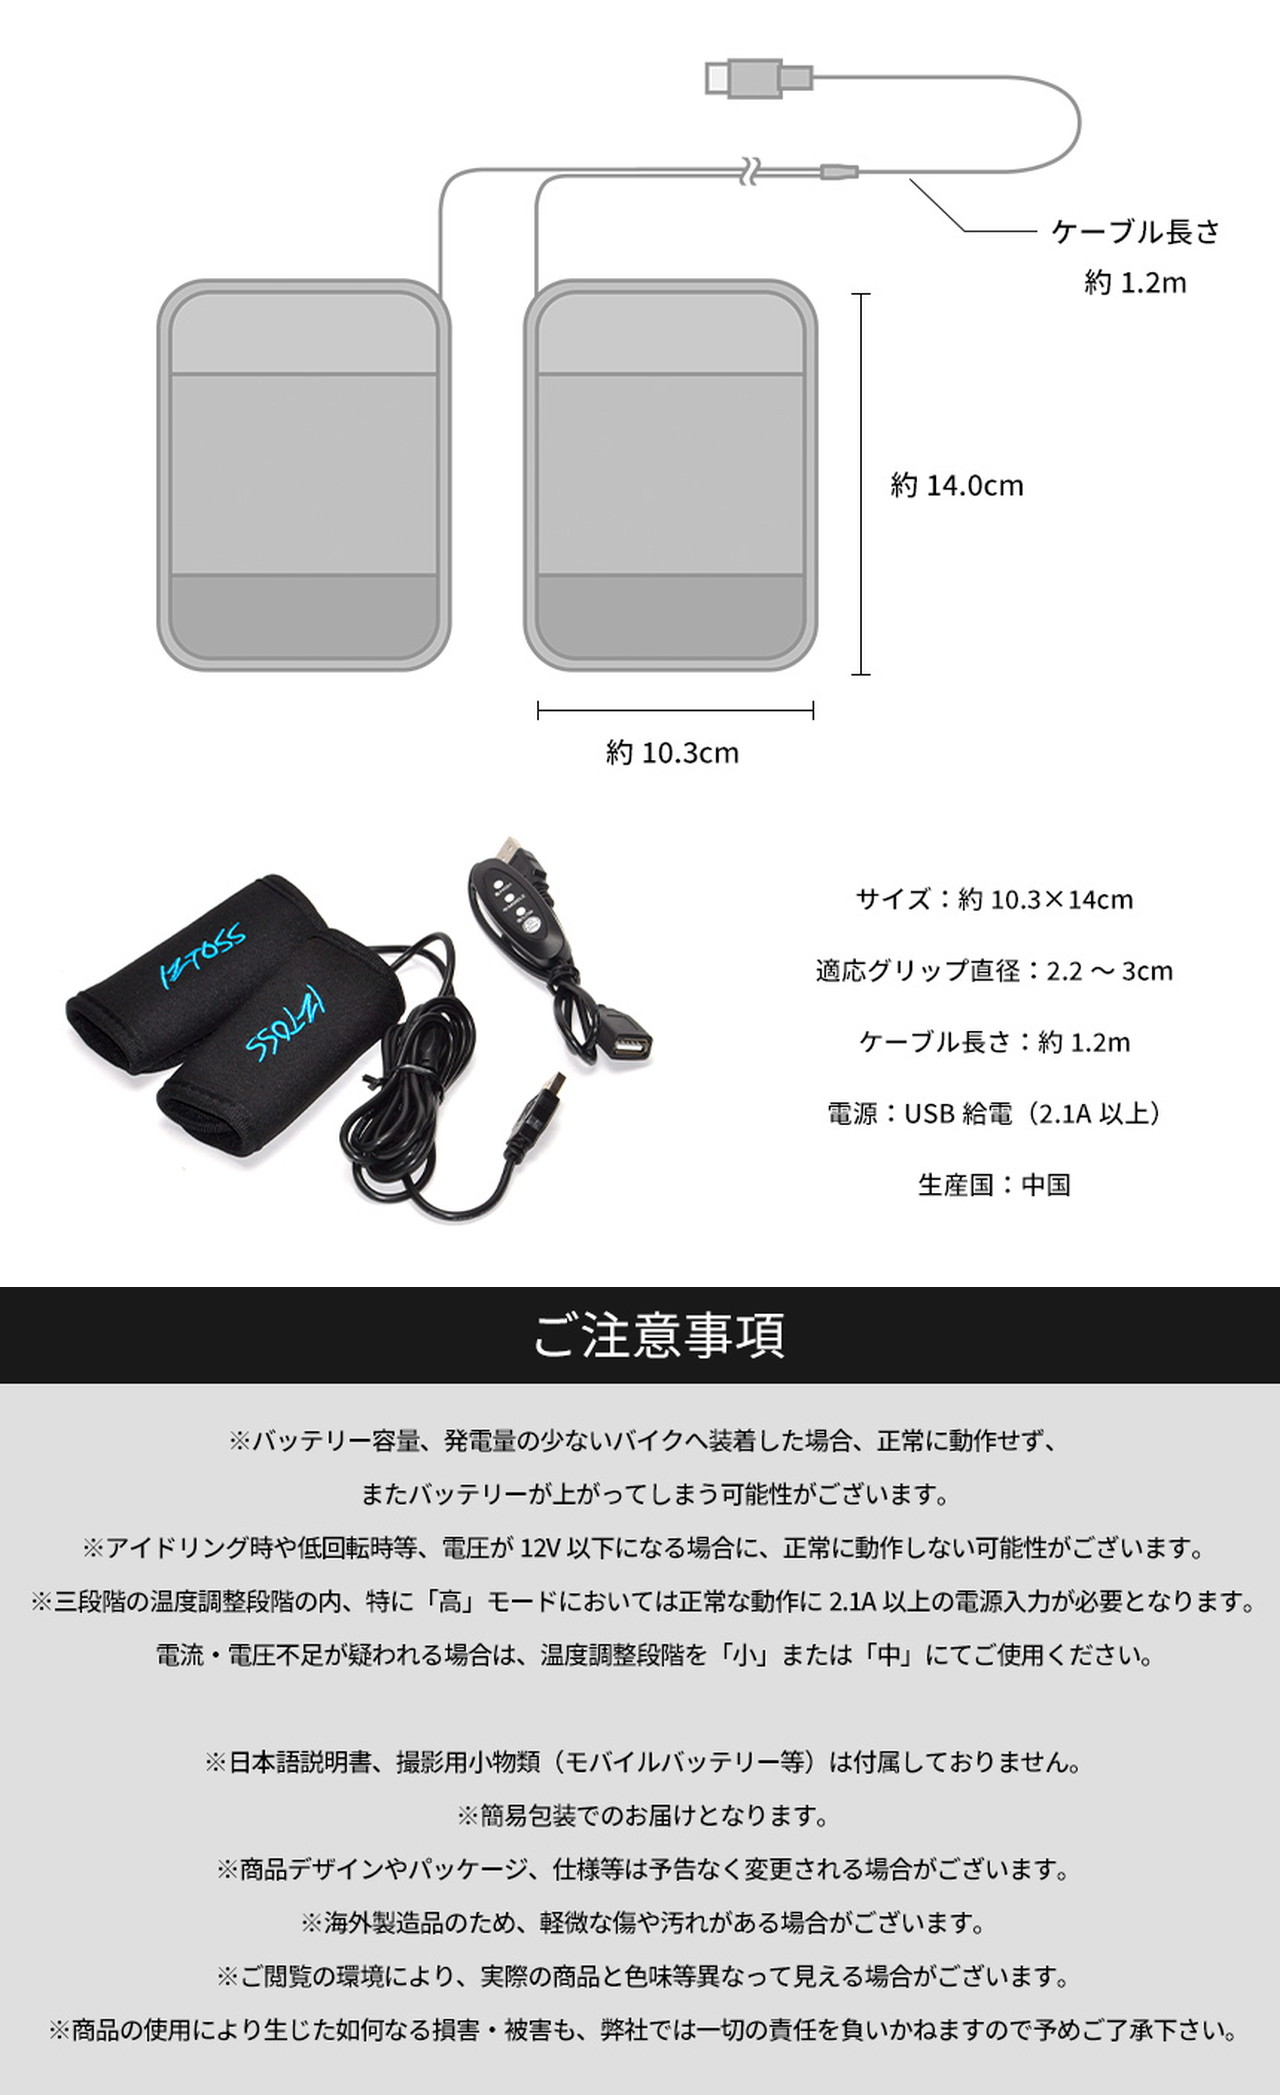 ケーブル長さ
約 1.2m
約 14.0cm
約 10.3cm
IZTOSS
IZTOSS
サイズ：約 10.3×14cm
適応グリップ直径：2.2 ～ 3cm
ケーブル長さ：約 1.2m
電源：USB 給電（2.1A 以上）
生産国：中国
ご注意事項
※バッテリー容量、発電量の少ないバイクへ装着した場合、正常に動作せず、
またバッテリーが上がってしまう可能性がございます。
※アイドリング時や低回転時等、電圧が 12V 以下になる場合に、正常に動作しない可能性がございます。
※三段階の温度調整段階の内、特に「高」モードにおいては正常な動作に 2.1A 以上の電源入力が必要となります。
電流・電圧不足が疑われる場合は、温度調整段階を「小」または「中」にてご使用ください。
※日本語説明書、撮影用小物類（モバイルバッテリー等）は付属しておりません。
※簡易包装でのお届けとなります。
※商品デザインやパッケージ、仕様等は予告なく変更される場合がございます。
※海外製造品のため、軽微な傷や汚れがある場合がございます。
※ご閲覧の環境により、実際の商品と色味等異なって見える場合がございます。
※商品の使用により生じた如何なる損害・被害も、弊社では一切の責任を負いかねますので予めご了承下さい。